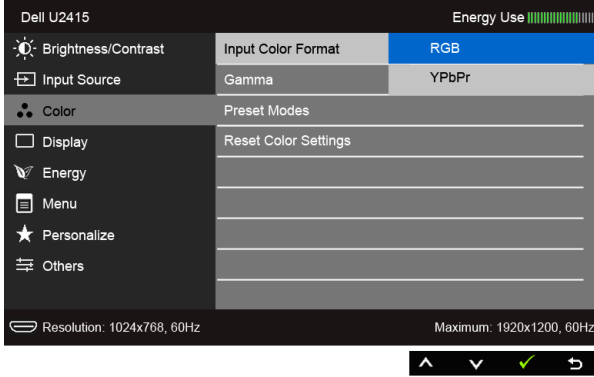 Dell U2415
Energy Use
Brightness/Contrast
Input Source
Color
Display
Energy
Menu
Personalize
Others
Input Color Format
Gamma
Preset Modes
Reset Color Settings
RGB
YPbPr
Resolution: 1024x768, 60Hz
Maximum: 1920x1200, 60Hz